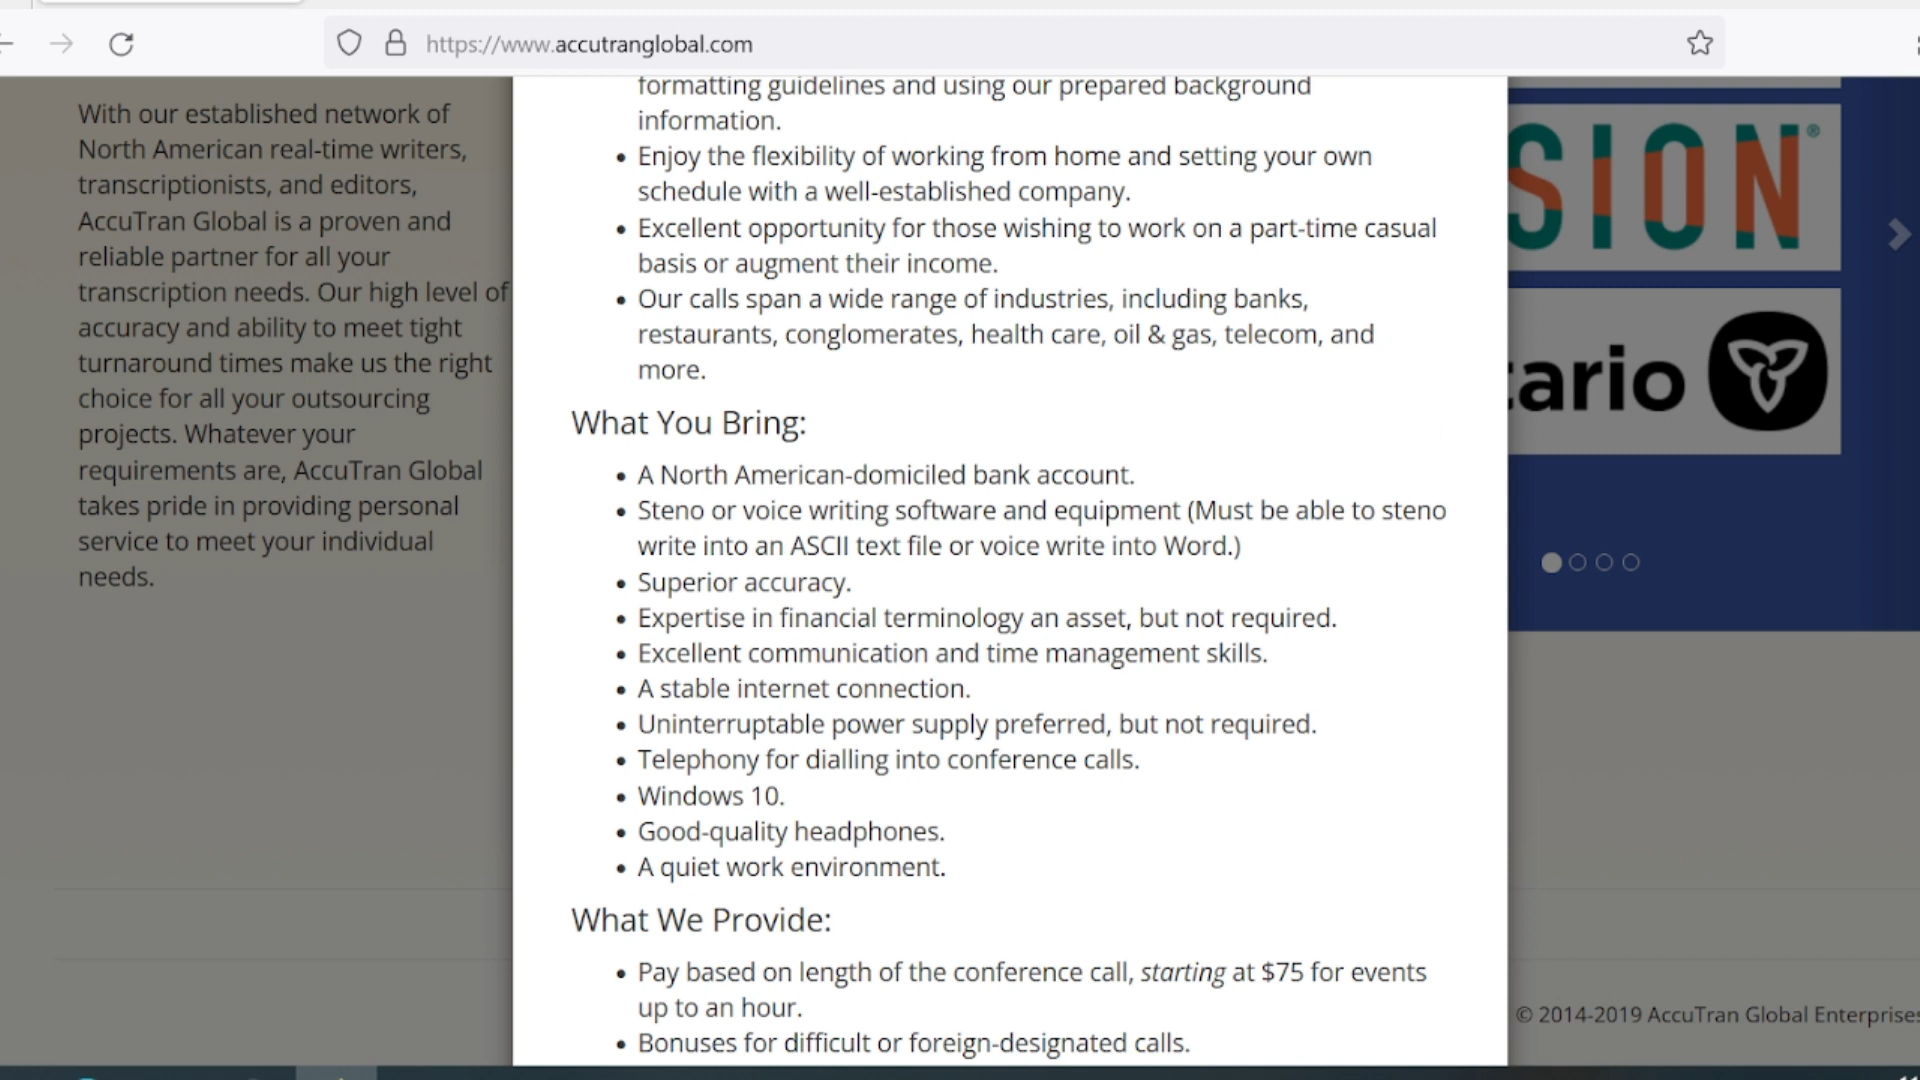 https://www.accutranglobal.com
With our established network of
North American real-time writers,
transcriptionists, and editors,
AccuTran Global is a proven and
reliable partner for all your
transcription needs. Our high level of
accuracy and ability to meet tight
turnaround times make us the right
choice for all your outsourcing
projects. Whatever your
requirements are, AccuTran Global
takes pride in providing personal
service to meet your individual
needs.
formatting guidelines and using our prepared background
information.
• Enjoy the flexibility of working from home and setting your own
schedule with a well-established company.
• Excellent opportunity for those wishing to work on a part-time casual
basis or augment their income.
• Our calls span a wide range of industries, including banks,
restaurants, conglomerates, health care, oil & gas, telecom, and
more.
What You Bring:
• A North American-domiciled bank account.
• Steno or voice writing software and equipment (Must be able to steno
write into an ASCII text file or voice write into Word.)
• Superior accuracy.
• Expertise in financial terminology an asset, but not required.
• Excellent communication and time management skills.
• A stable internet connection.
• Uninterruptable power supply preferred, but not required.
• Telephony for dialling into conference calls.
• Windows 10.
• Good-quality headphones.
• A quiet work environment.
What We Provide:
• Pay based on length of the conference call, starting at $75 for events
up to an hour.
• Bonuses for difficult or foreign-designated calls.
SION®
tario
© 2014-2019 AccuTran Global Enterprises